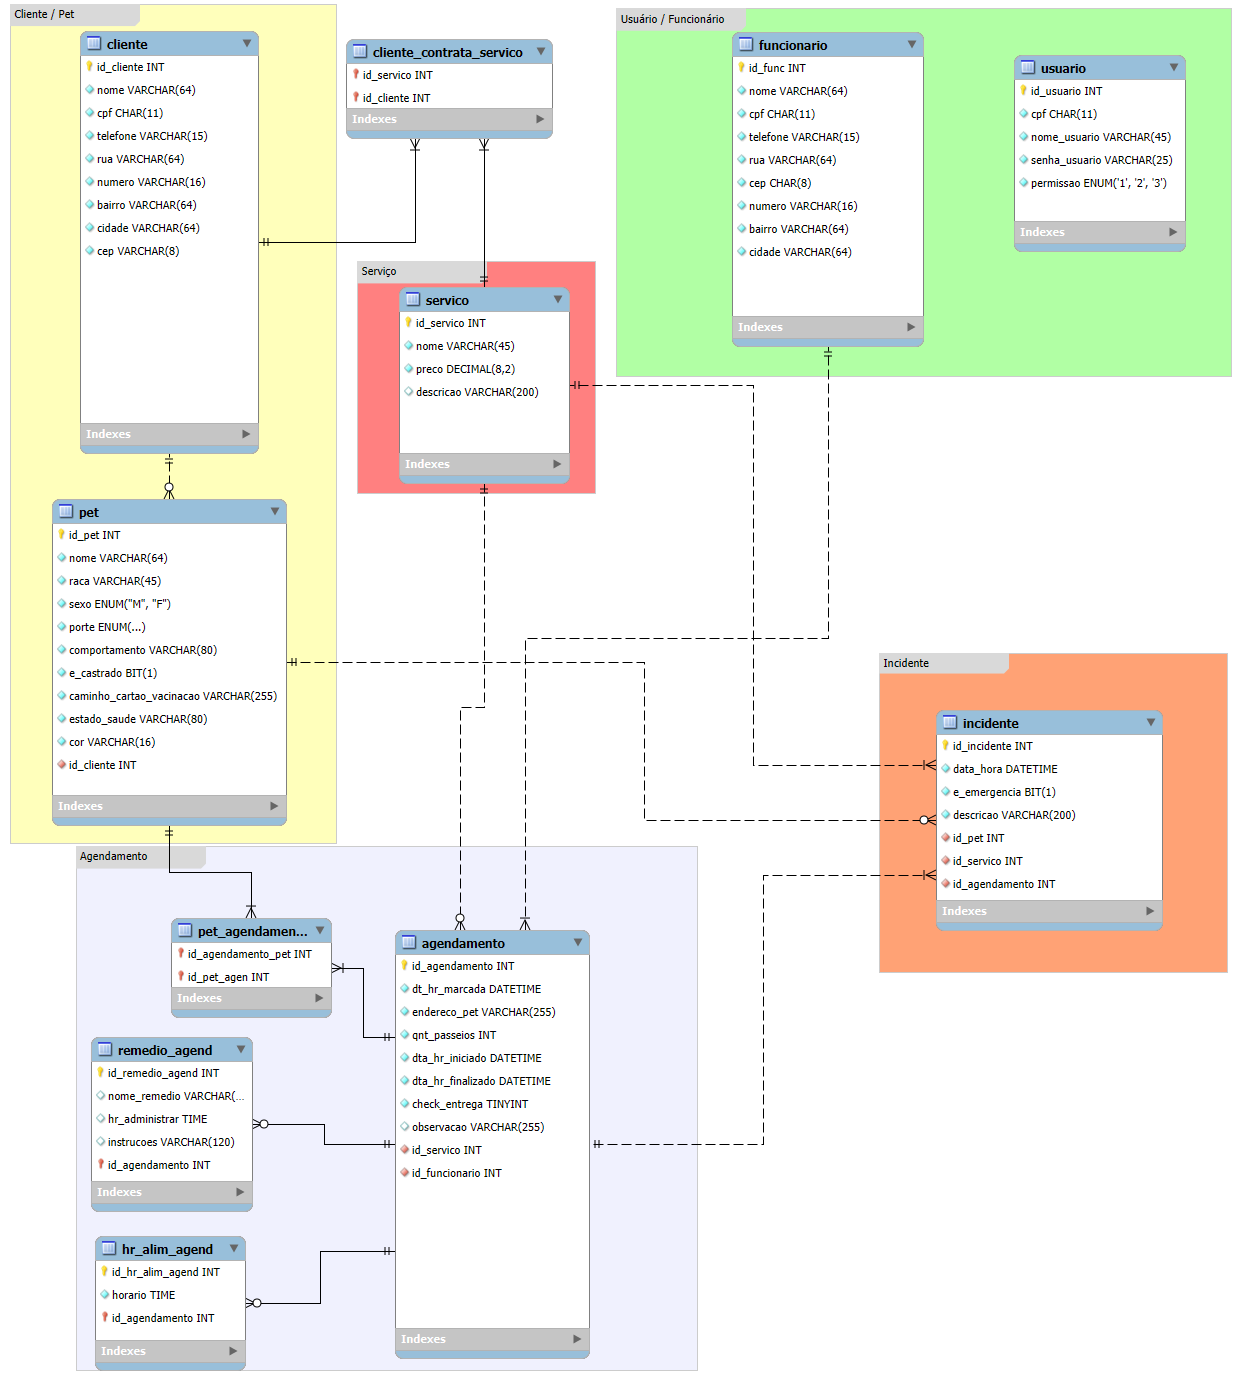 Cliente / Pet
cliente
id_cliente INT
nome VARCHAR(64)
cpf CHAR(11)
telefone VARCHAR(15)
rua VARCHAR(64)
numero VARCHAR(16)
bairro VARCHAR(64)
cidade VARCHAR(64)
cep VARCHAR(8)
Indexes
cliente_contrata_servico
id_servico INT
id_cliente INT
Indexes
Usuário / Funcionário
funcionario
id_func INT
nome VARCHAR(64)
cpf CHAR(11)
telefone VARCHAR(15)
rua VARCHAR(64)
cep CHAR(8)
numero VARCHAR(16)
bairro VARCHAR(64)
cidade VARCHAR(64)
Indexes
usuario
id_usuario INT
cpf CHAR(11)
nome_usuario VARCHAR(45)
senha_usuario VARCHAR(25)
permissao ENUM('1', '2', '3')
Indexes
Serviço
servico
id_servico INT
nome VARCHAR(45)
preco DECIMAL(8,2)
descricao VARCHAR(200)
Indexes
pet
id_pet INT
nome VARCHAR(64)
raca VARCHAR(45)
sexo ENUM("M", "F")
porte ENUM(...)
comportamento VARCHAR(80)
e_castrado BIT(1)
caminho_cartao_vacinacao VARCHAR(255)
estado_saude VARCHAR(80)
cor VARCHAR(16)
id_cliente INT
Indexes
Incidente
incidente
id_incidente INT
data_hora DATETIME
e_emergencia BIT(1)
descricao VARCHAR(200)
id_pet INT
id_servico INT
id_agendamento INT
Indexes
Agendamento
pet_agendamen...
id_agendamento_pet INT
id_pet_agen INT
Indexes
agendamento
id_agendamento INT
dt_hr_marcada DATETIME
endereco_pet VARCHAR(255)
qnt_passeios INT
dta_hr_iniciado DATETIME
dta_hr_finalizado DATETIME
check_entrega TINYINT
observacao VARCHAR(255)
id_servico INT
id_funcionario INT
Indexes
remedio_agend
id_remedio_agend INT
nome_remedio VARCHAR(...
hr_administrar TIME
instrucoes VARCHAR(120)
id_agendamento INT
Indexes
hr_alim_agend
id_hr_alim_agend INT
horario TIME
id_agendamento INT
Indexes